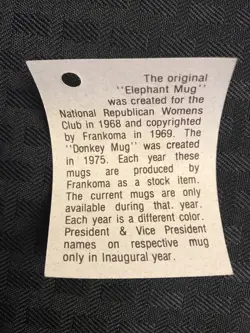 The original
''Elephant Mug''
was created for the
National Republican Womens
Club in 1968 and copyrighted
by Frankoma in 1969. The
''Donkey Mug'' was created
in 1975. Each year these
mugs are produced by
Frankoma as a stock item.
The current mugs are only
available during that. year.
Each year is a different color.
President & Vice President
names on respective mug
only in Inaugural year.